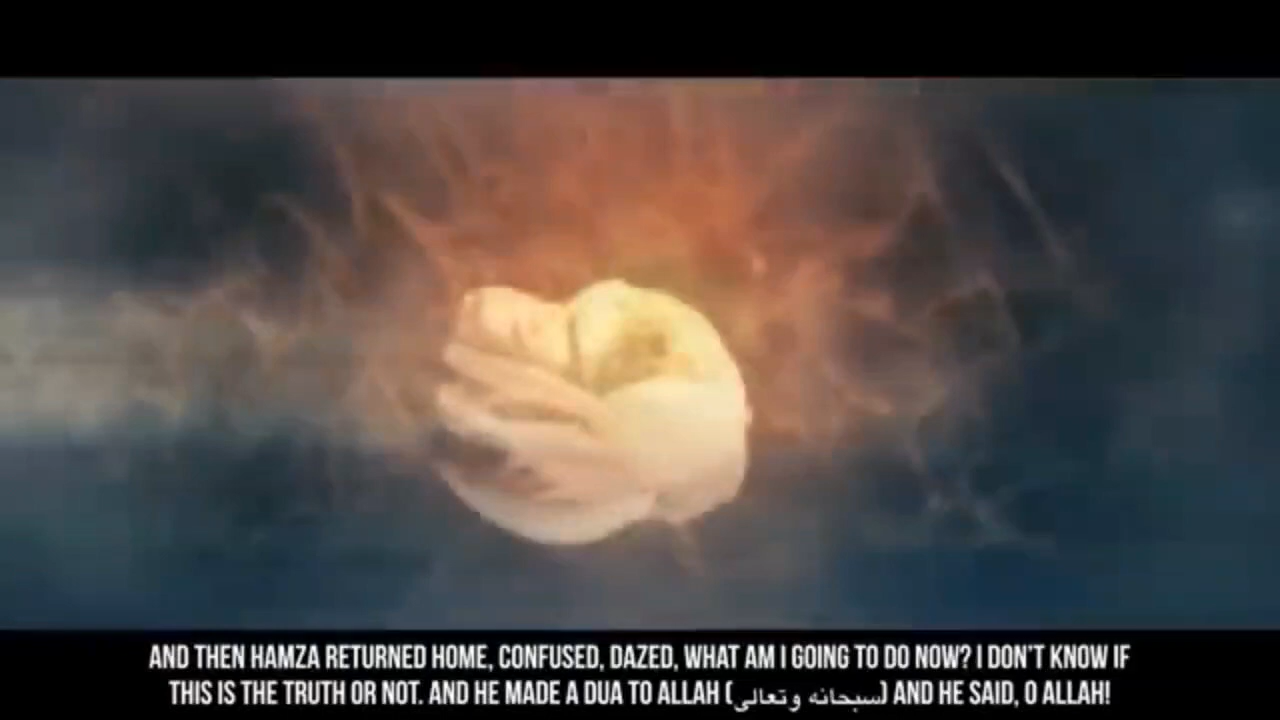 AND THEN HAMZA RETURNED HOME, CONFUSED, DAZED, WHAT AM I GOING TO DO NOW? I DON'T KNOW IF
THIS IS THE TRUTH OR NOT. AND HE MADE A DUA TO ALLAH (سبحانه و تعالى) AND HE SAID, O ALLAH!